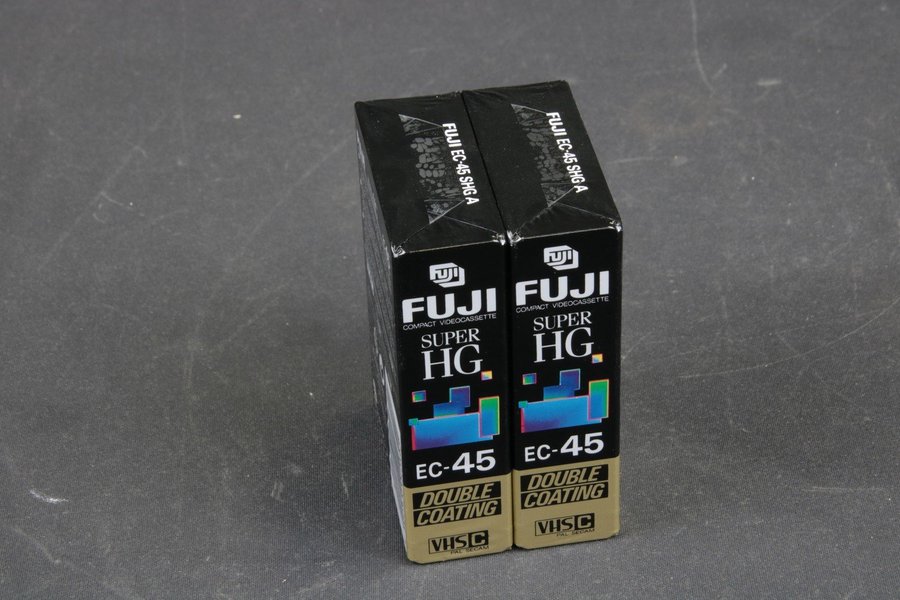 FUJI EC-45 SHG A
FUJI
FUJI
COMPACT VIDEOCASSETTE
SUPER
HG
EC-45
DOUBLE
COATING
VHS C
PAL SECAM
FUJI EC-45 SHG A
FUJI
FUJI
COMPACT VIDEOCASSETTE
SUPER
HG
EC-45
DOUBLE
COATING
VHS C
PAL SECAM